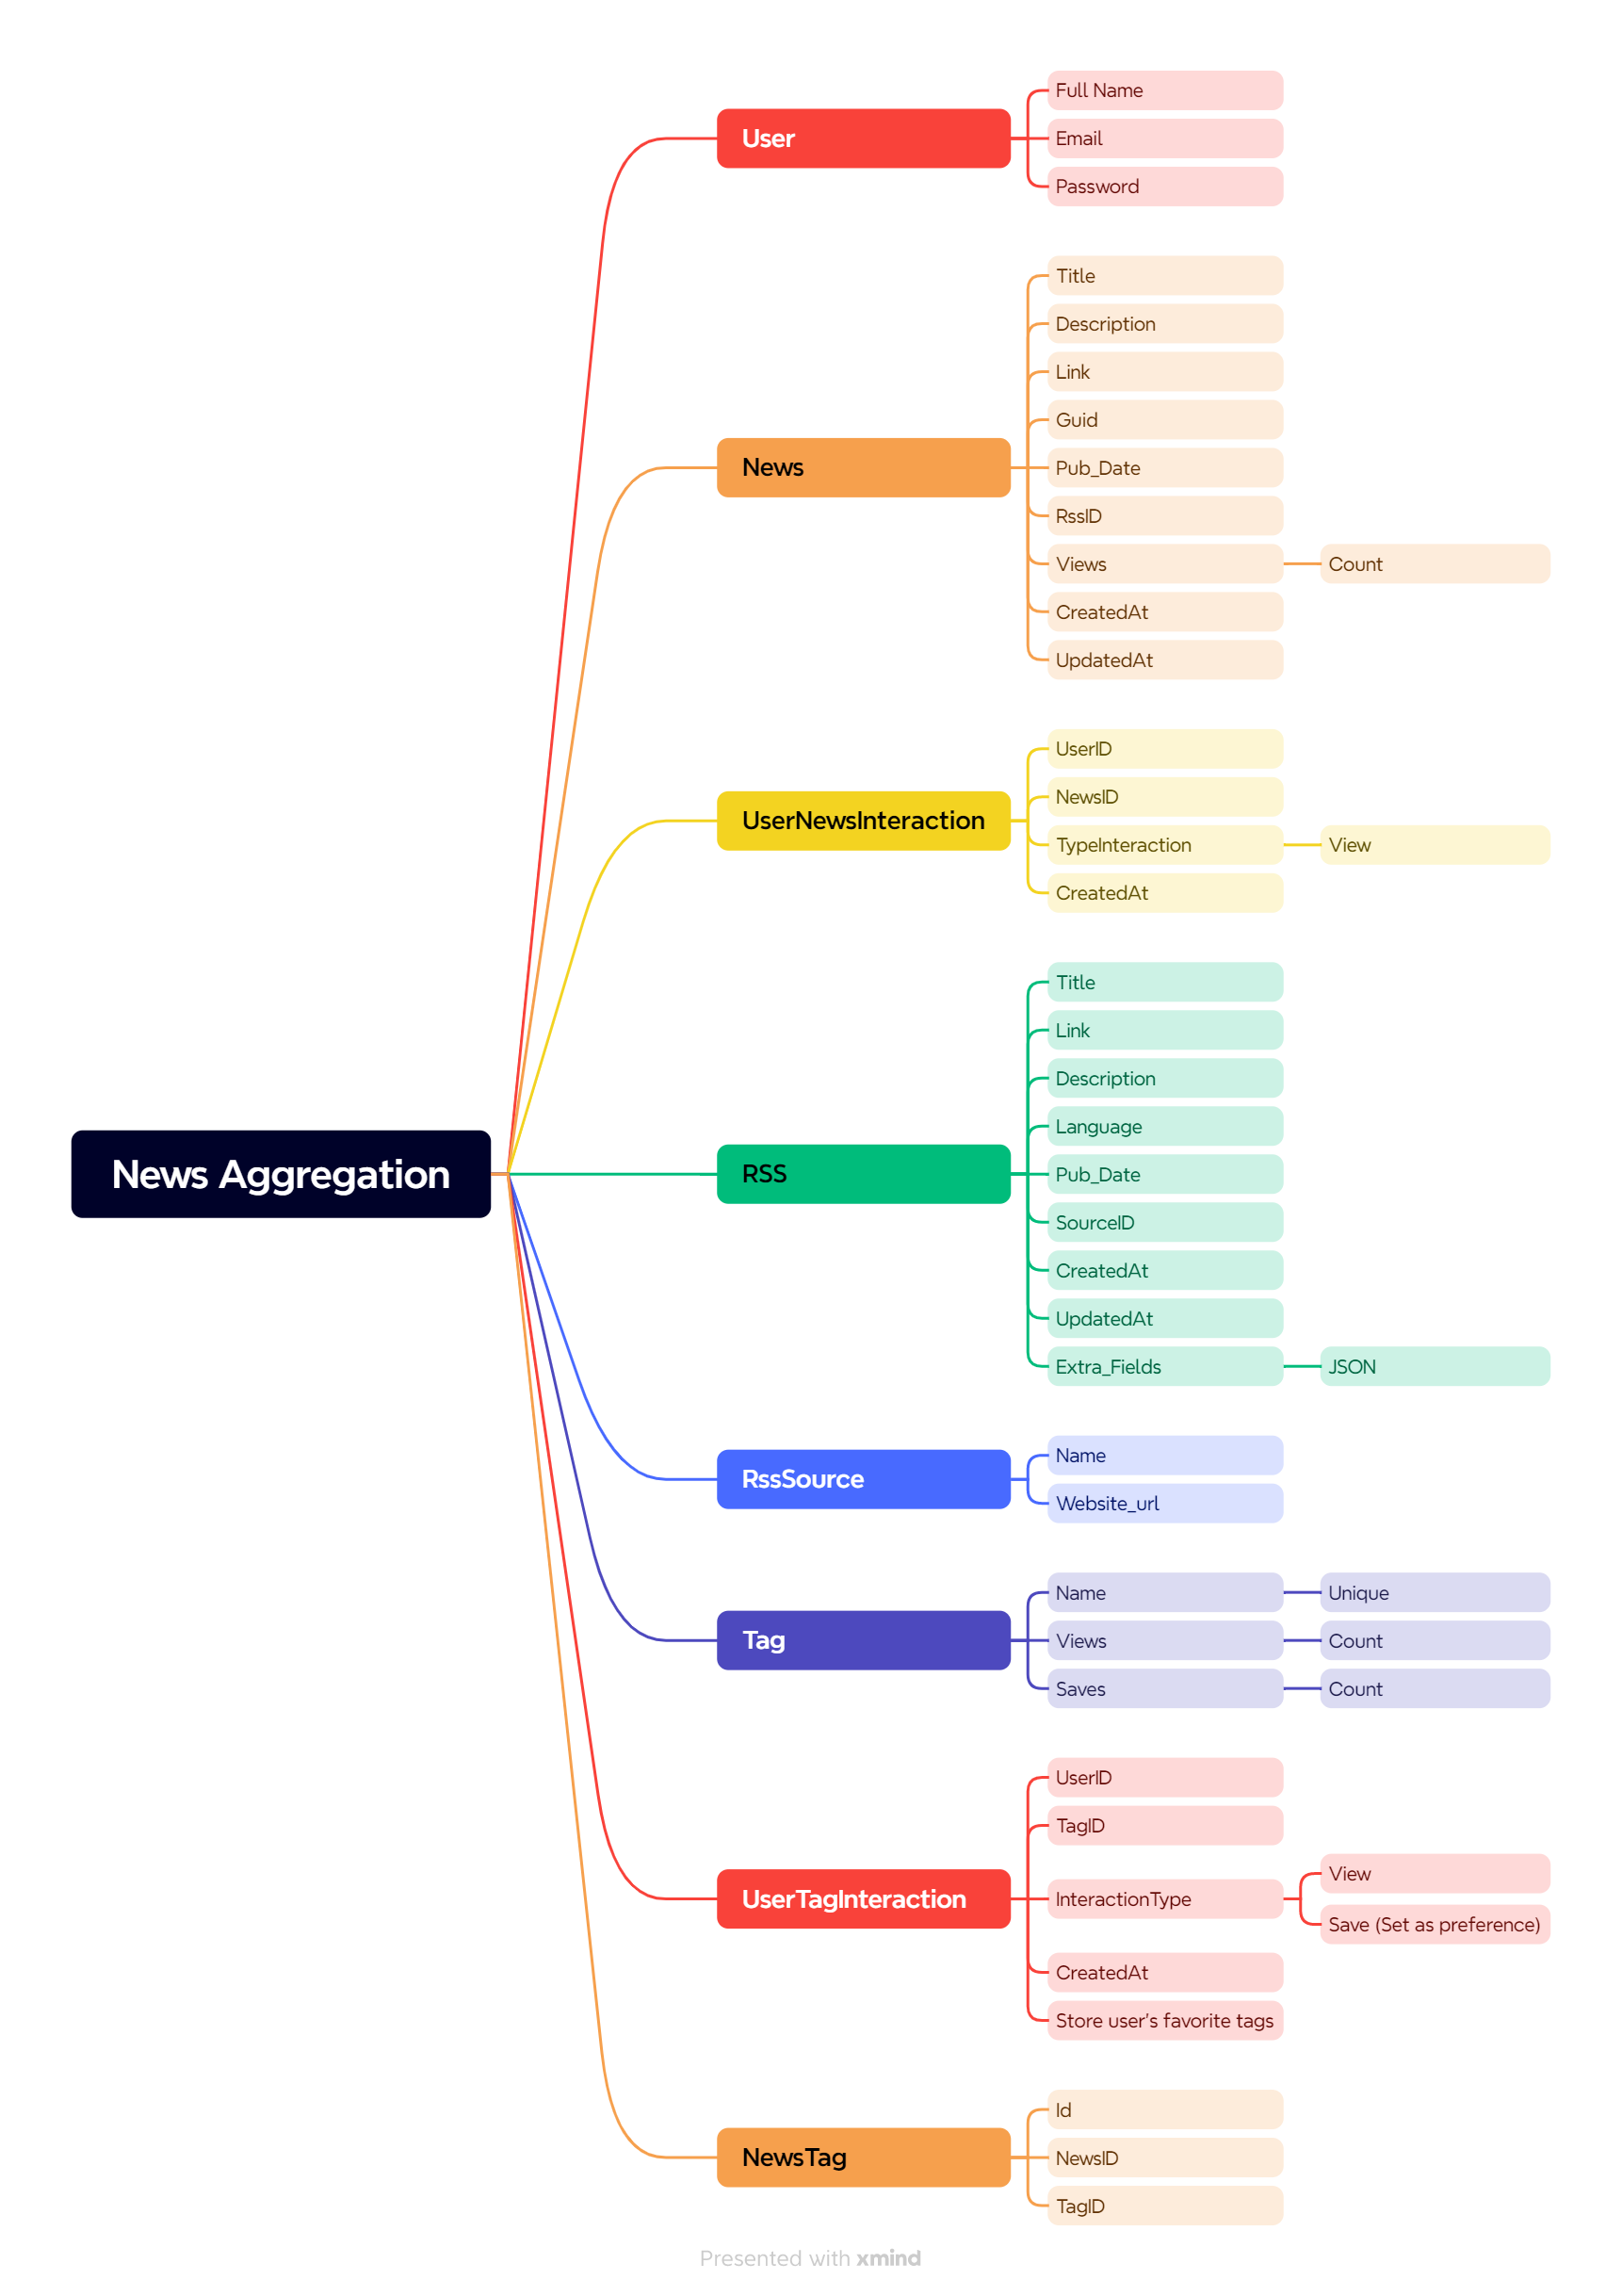 User
Full Name
Email
Password
News
Title
Description
Link
Guid
Pub_Date
RssID
Views
Count
CreatedAt
UpdatedAt
UserNewsInteraction
UserID
NewsID
TypeInteraction
View
CreatedAt
News Aggregation
RSS
Title
Link
Description
Language
Pub_Date
SourceID
CreatedAt
UpdatedAt
Extra_Fields
JSON
RssSource
Name
Website_url
Tag
Name
Unique
Views
Count
Saves
Count
UserTagInteraction
UserID
TagID
InteractionType
View
Save (Set as preference)
CreatedAt
Store user's favorite tags
NewsTag
Id
NewsID
TagID
Presented with xmind